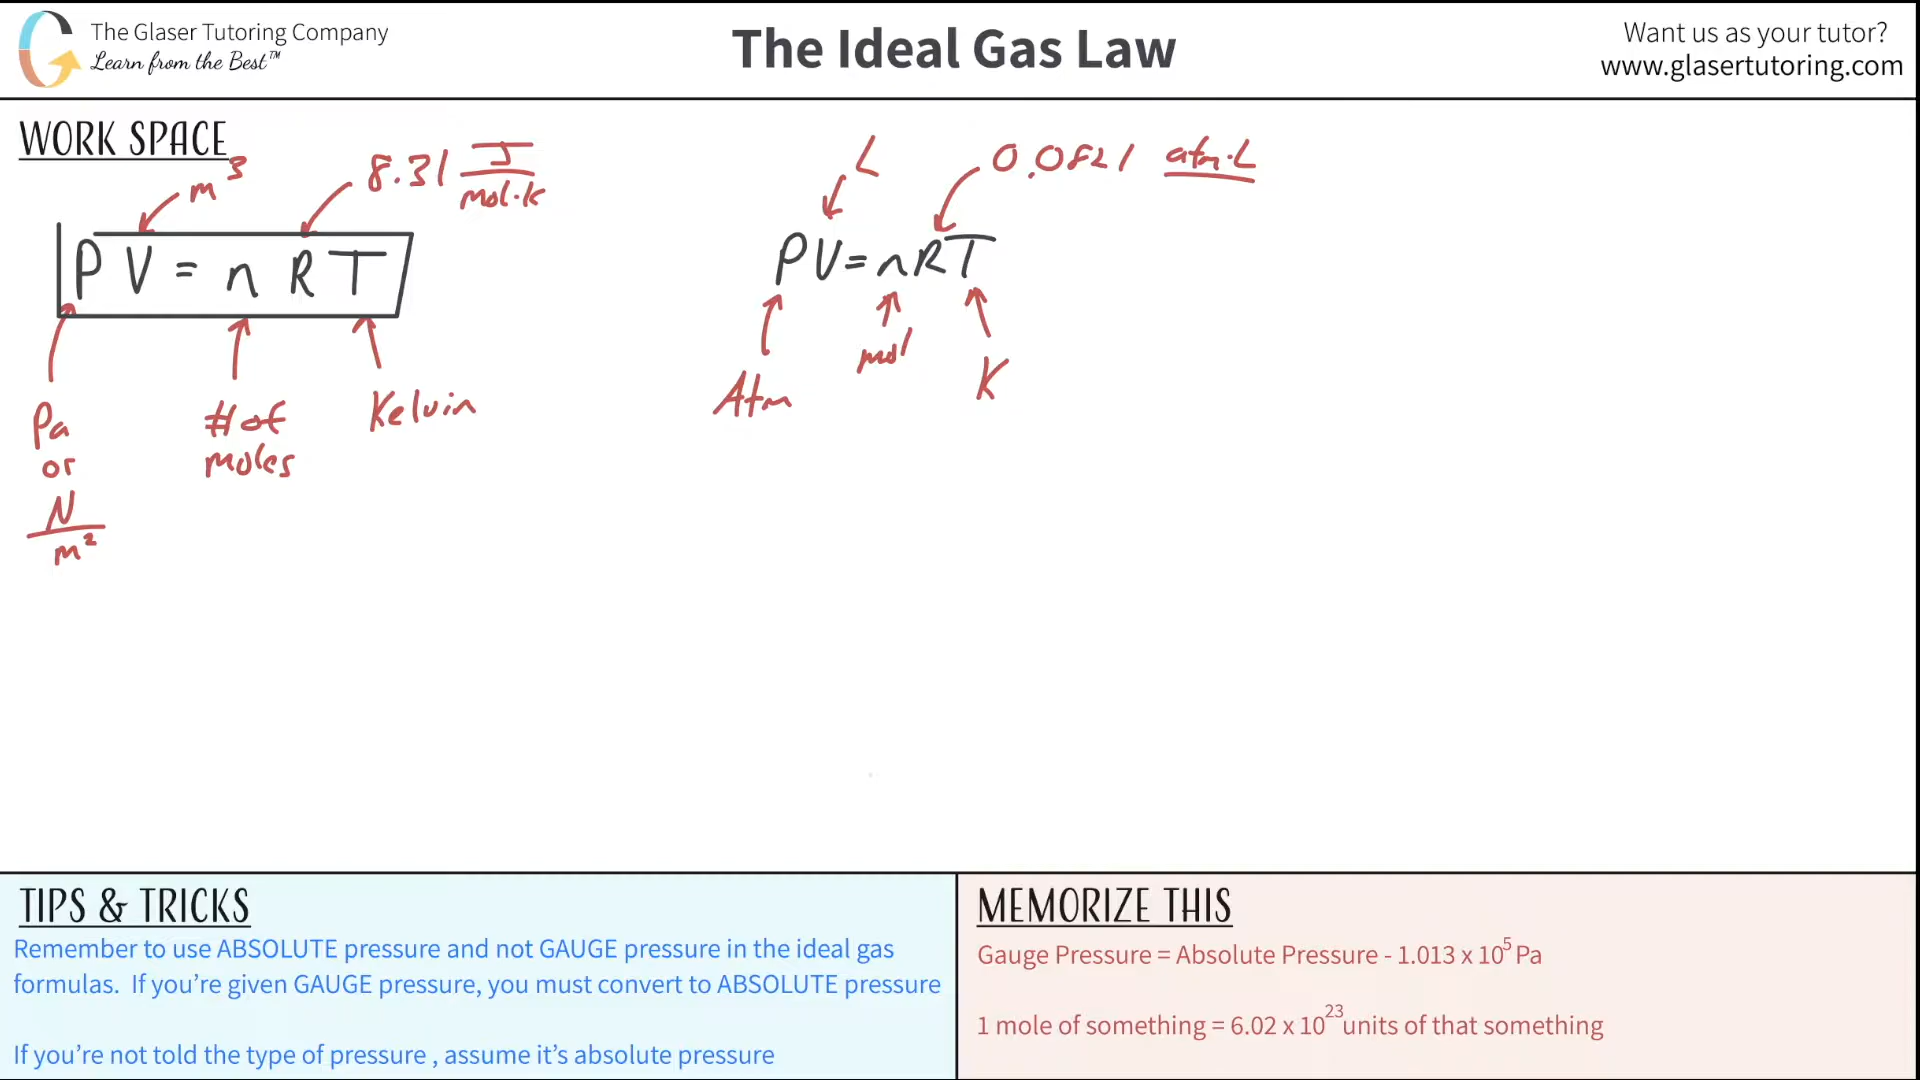 The Glaser Tutoring Company
Learn from the Best™
The Ideal Gas Law
Want us as your tutor?
www.glasertutoring.com
WORK SPACE
m³
8.31 J/mol·K
PV = nRT
Pa
or
N/m²
# of
moles
Kelvin
L
0.0821 atm·L
PV=nRT
Atm
mol
K
TIPS & TRICKS
Remember to use ABSOLUTE pressure and not GAUGE pressure in the ideal gas
formulas. If you’re given GAUGE pressure, you must convert to ABSOLUTE pressure
If you’re not told the type of pressure , assume it’s absolute pressure
MEMORIZE THIS
Gauge Pressure = Absolute Pressure - 1.013 x 10⁵ Pa
1 mole of something = 6.02 x 10²³ units of that something